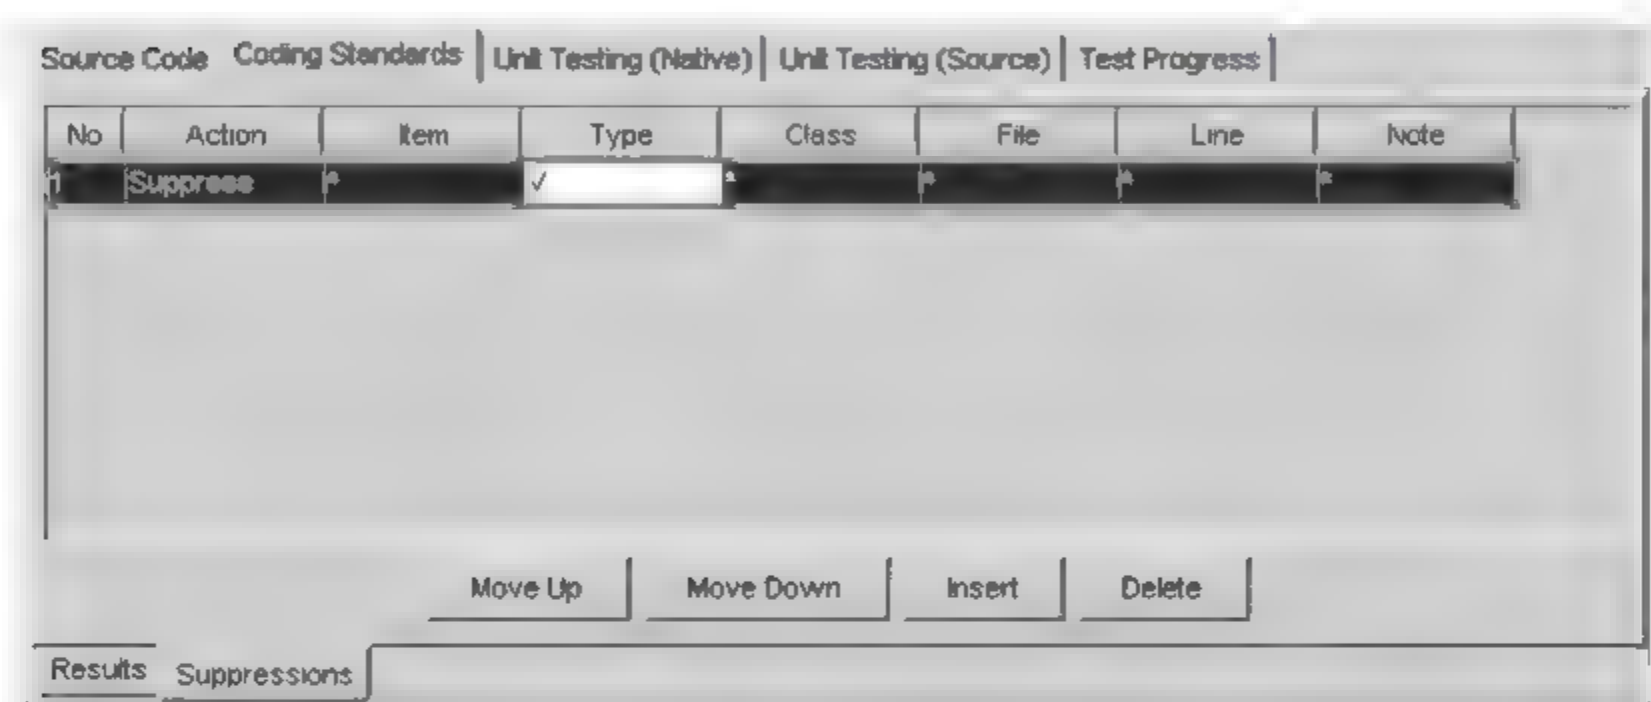 Source Code Coding Standards Unit Testing (Native) Unit Testing (Source) Test Progress
No Action Item Type Class File Line Note
1 Suppress * ✓ * * * *
Move Up Move Down Insert Delete
Results Suppressions